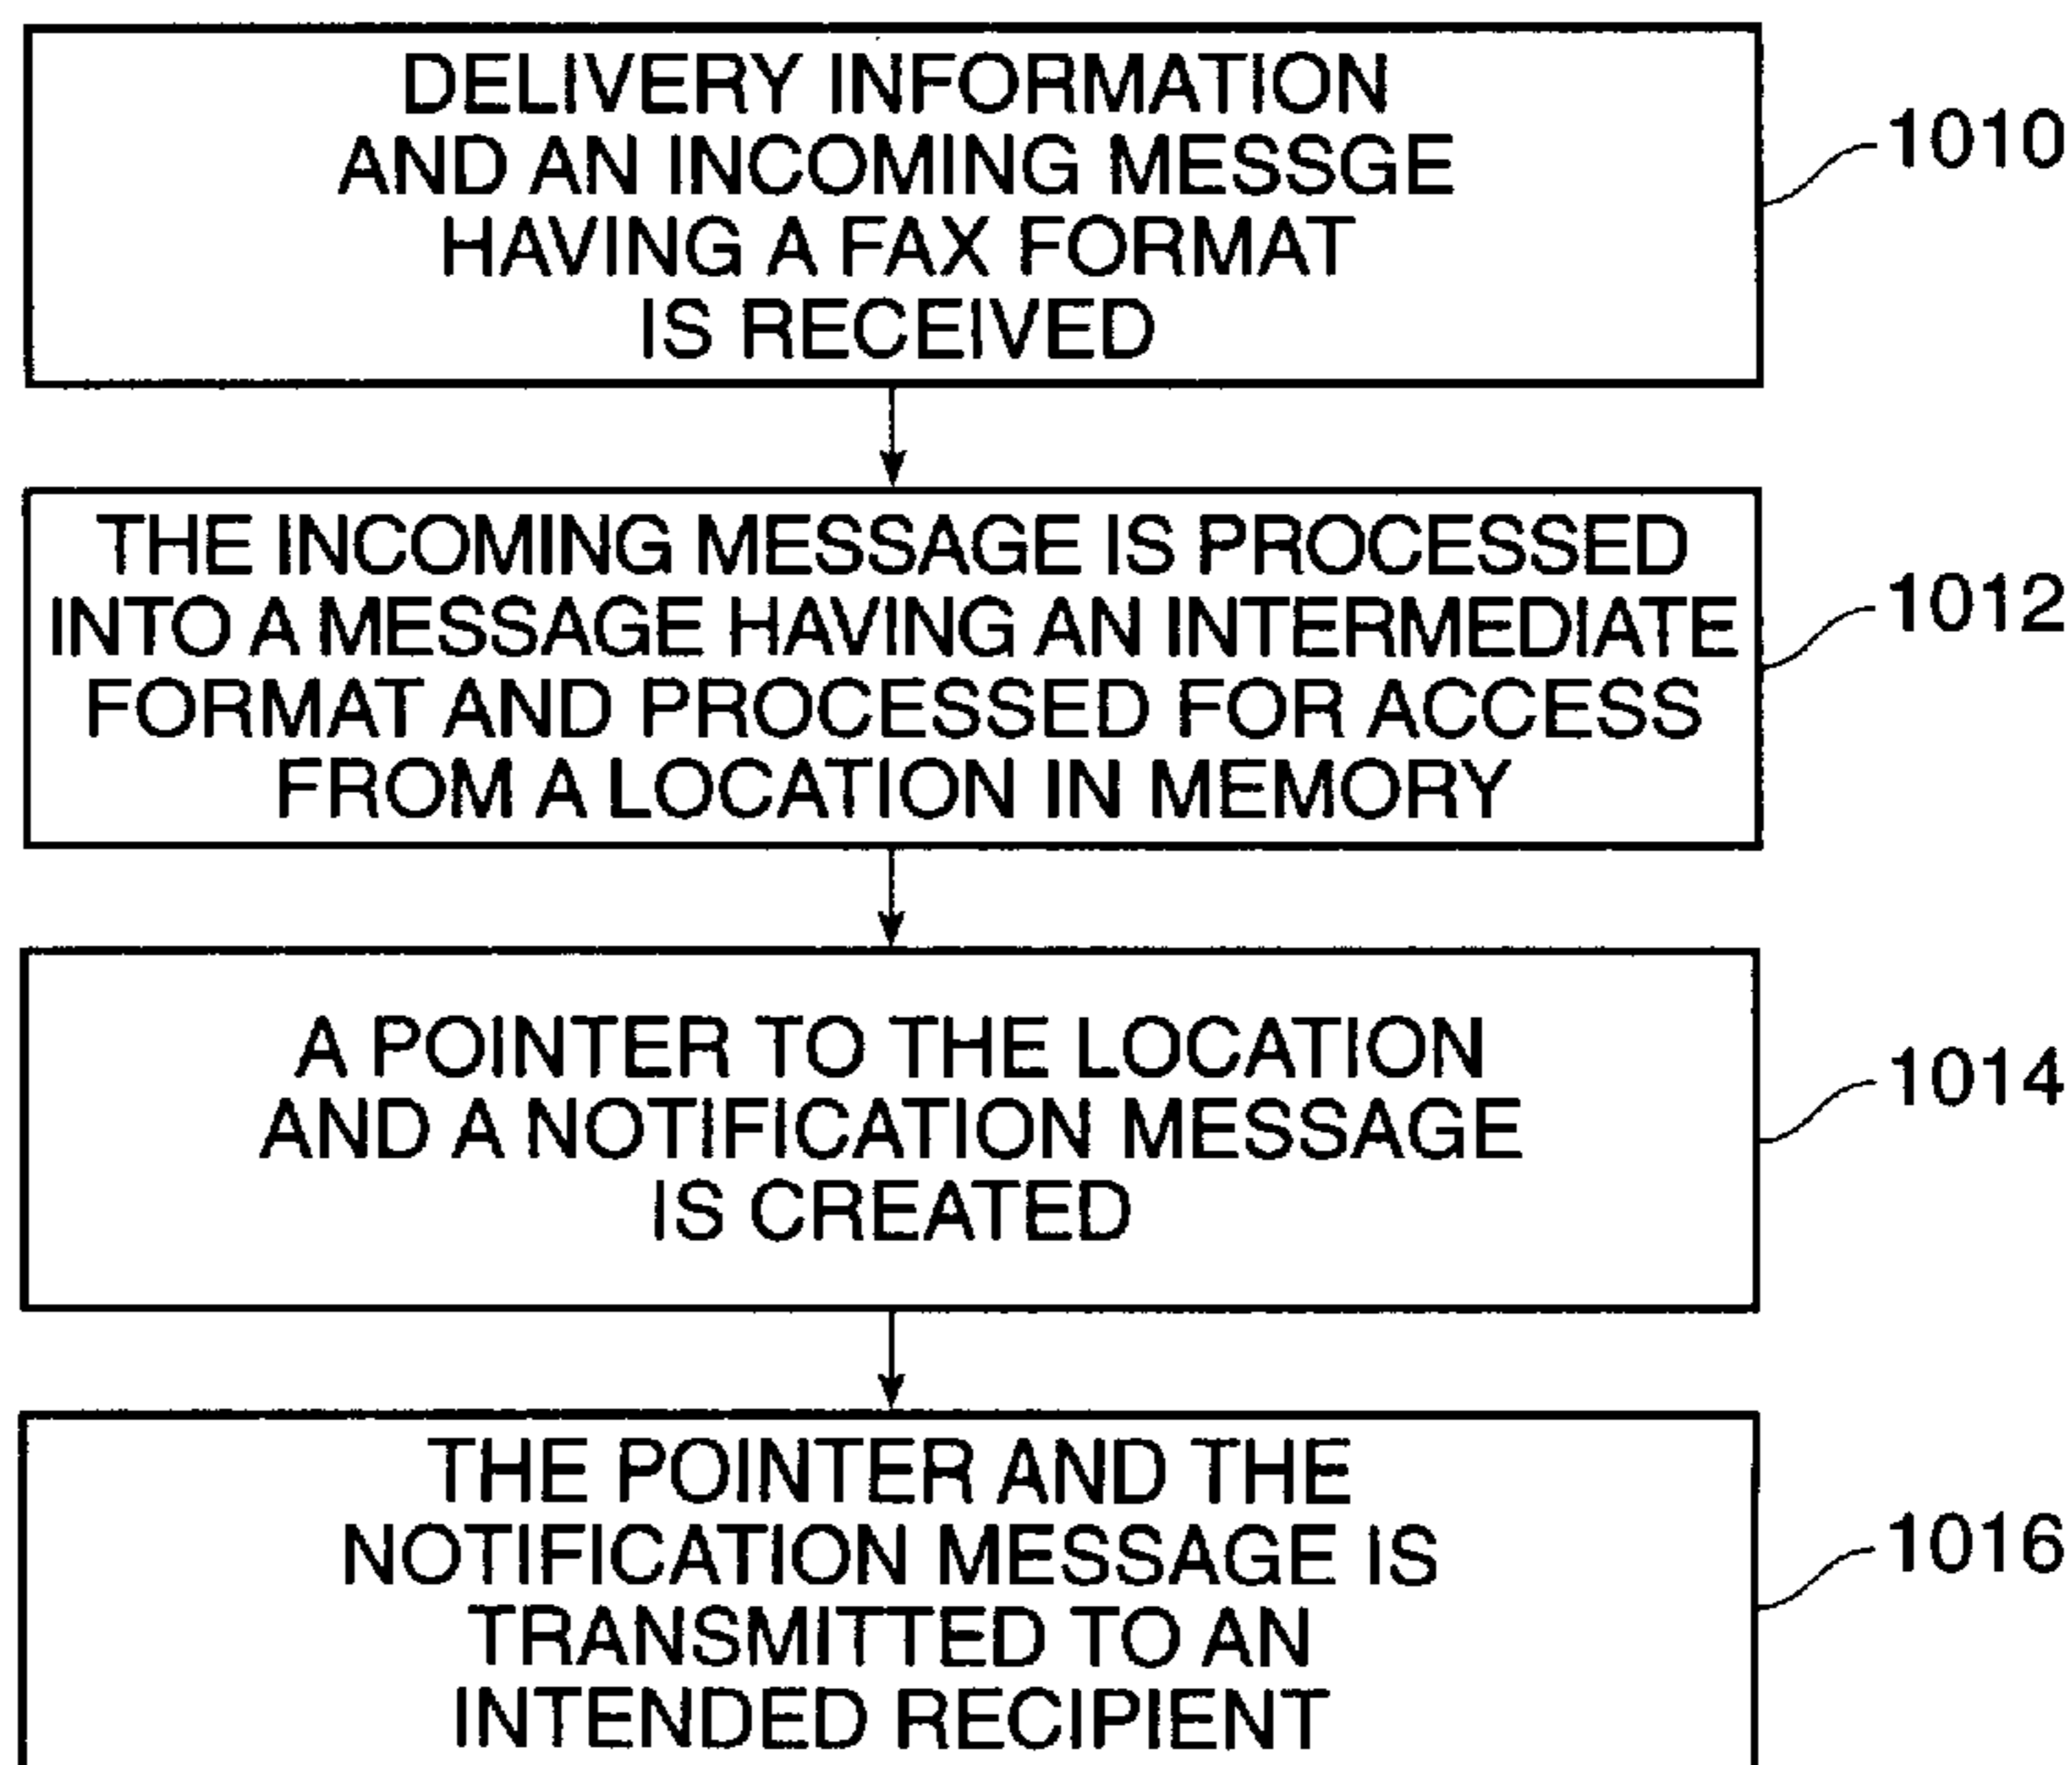 DELIVERY INFORMATION
AND AN INCOMING MESSGE
HAVING A FAX FORMAT
IS RECEIVED
1010
THE INCOMING MESSAGE IS PROCESSED
INTO A MESSAGE HAVING AN INTERMEDIATE
FORMAT AND PROCESSED FOR ACCESS
FROM A LOCATION IN MEMORY
1012
A POINTER TO THE LOCATION
AND A NOTIFICATION MESSAGE
IS CREATED
1014
THE POINTER AND THE
NOTIFICATION MESSAGE IS
TRANSMITTED TO AN
INTENDED RECIPIENT
1016